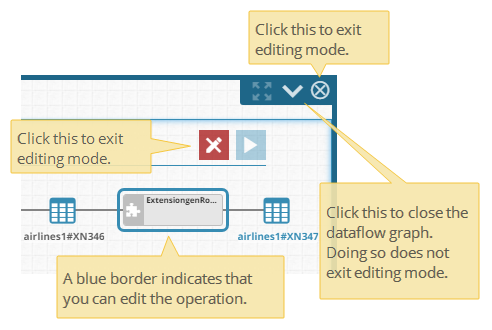 Click this to exit
editing mode.
Click this to exit
editing mode.
ExtensiongenRo...
airlines1#XN346
airlines1#XN347
Click this to close the
dataflow graph.
Doing so does not
exit editing mode.
A blue border indicates that
you can edit the operation.